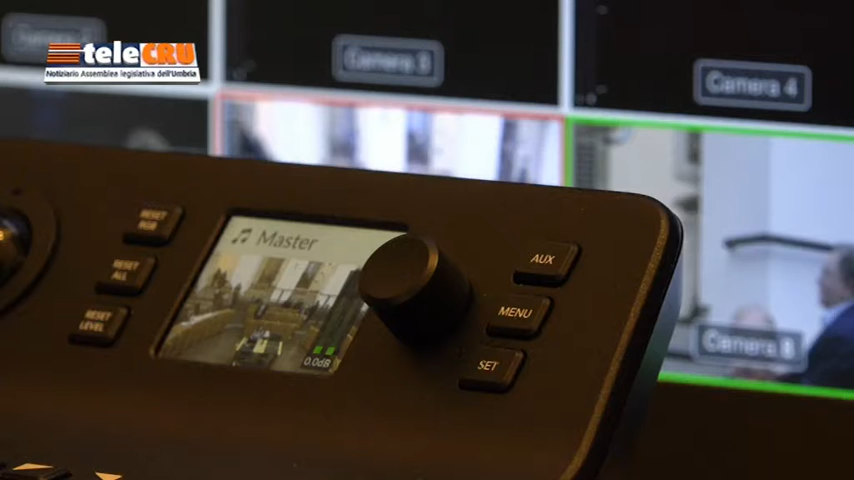 teleCRU
Notiziario Assemblea legislativa dell'Umbria
Camera 3
Camera 4
Camera 8
Master
0.0dB
RESET
RGB
RESET
ALL
RESET
LEVEL
AUX
MENU
SET